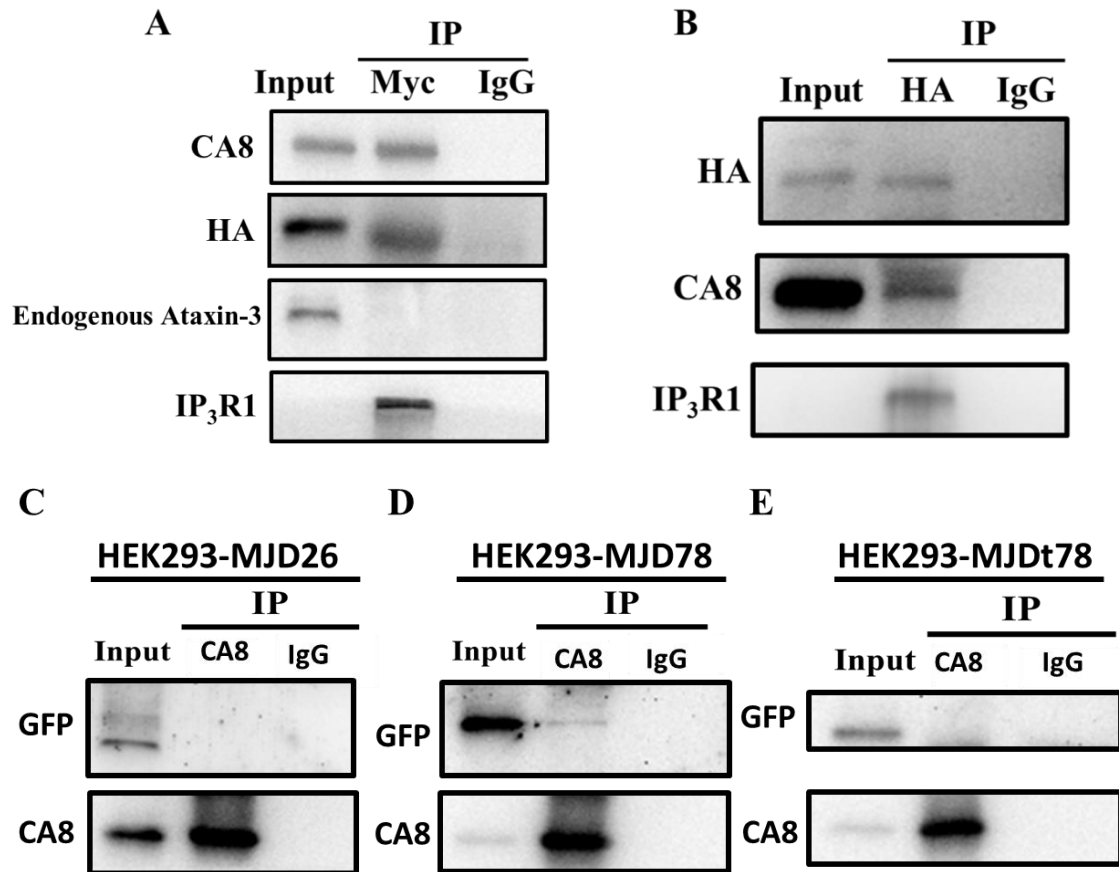 A
IP
Input Myc IgG
CA8
HA
Endogenous Ataxin-3
IP₃R1
B
IP
Input HA IgG
HA
CA8
IP₃R1
C
HEK293-MJD26
IP
Input CA8 IgG
GFP
CA8
D
HEK293-MJD78
IP
Input CA8 IgG
GFP
CA8
E
HEK293-MJDt78
IP
Input CA8 IgG
GFP
CA8